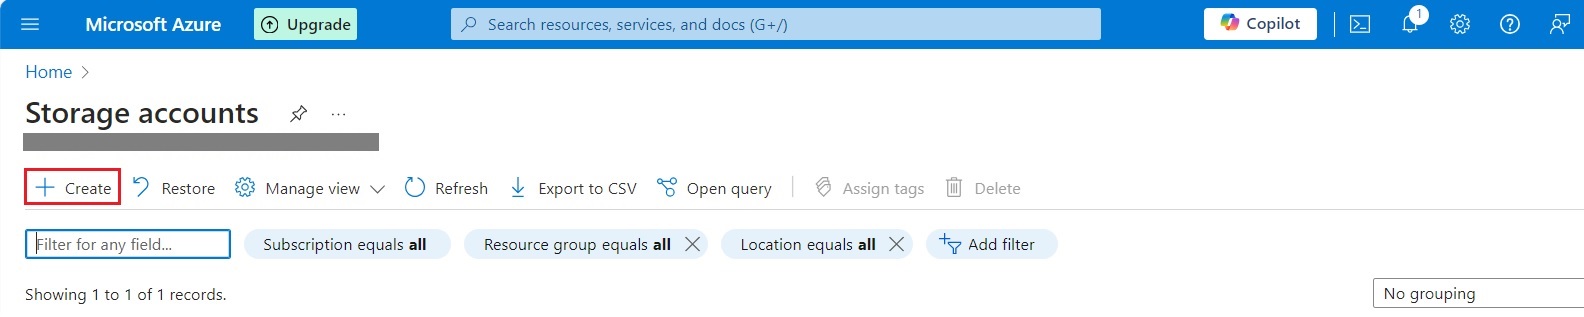 Microsoft Azure Upgrade Search resources, services, and docs (G+/) Copilot 1
Home
Storage accounts ...
Create Restore Manage view Refresh Export to CSV Open query Assign tags Delete
Filter for any field... Subscription equals all Resource group equals all Location equals all Add filter
Showing 1 to 1 of 1 records. No grouping